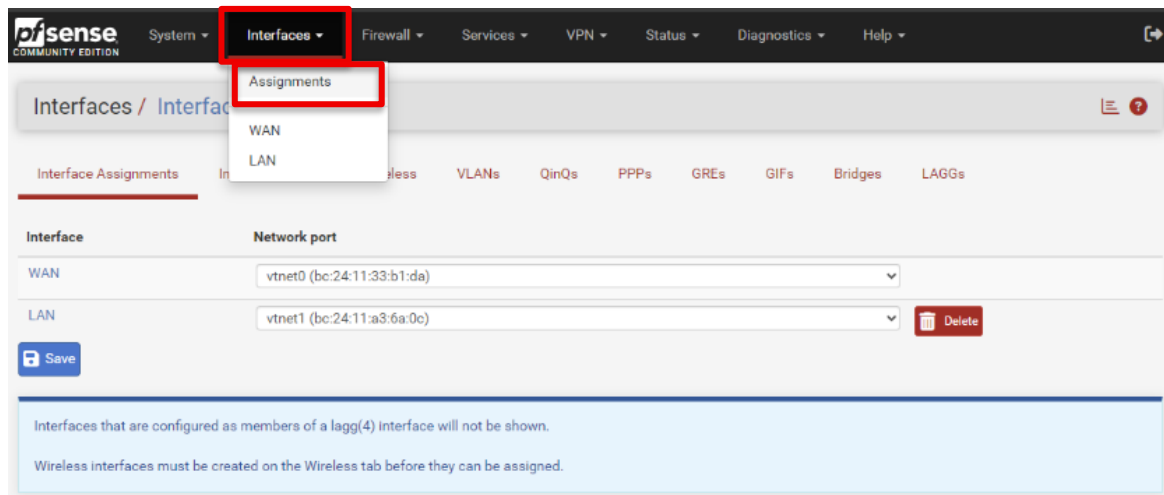 pfsense
COMMUNITY EDITION
System Interfaces Firewall Services VPN Status Diagnostics Help
Assignments
Interfaces / Interfac
WAN
LAN
Interface Assignments In eless VLANs QinQs PPPs GREs GIFs Bridges LAGGs
Interface Network port
WAN vtnet0 (bc:24:11:33:b1:da)
LAN vtnet1 (bc:24:11:a3:6a:0c) Delete
Save
Interfaces that are configured as members of a lagg(4) interface will not be shown.
Wireless interfaces must be created on the Wireless tab before they can be assigned.